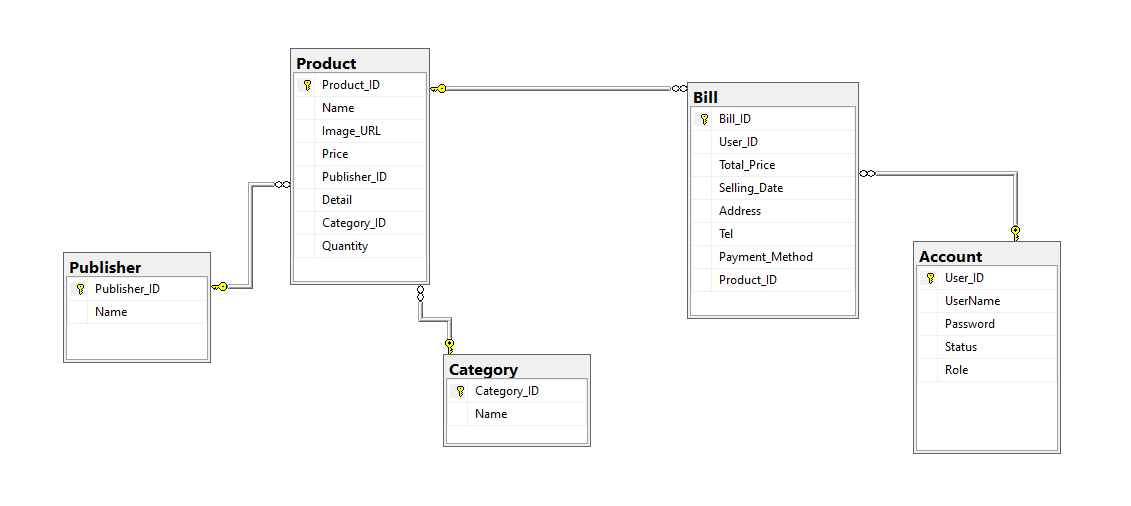 Product
Product_ID
Name
Image_URL
Price
Publisher_ID
Detail
Category_ID
Quantity
Bill
Bill_ID
User_ID
Total_Price
Selling_Date
Address
Tel
Payment_Method
Product_ID
Publisher
Publisher_ID
Name
Category
Category_ID
Name
Account
User_ID
UserName
Password
Status
Role